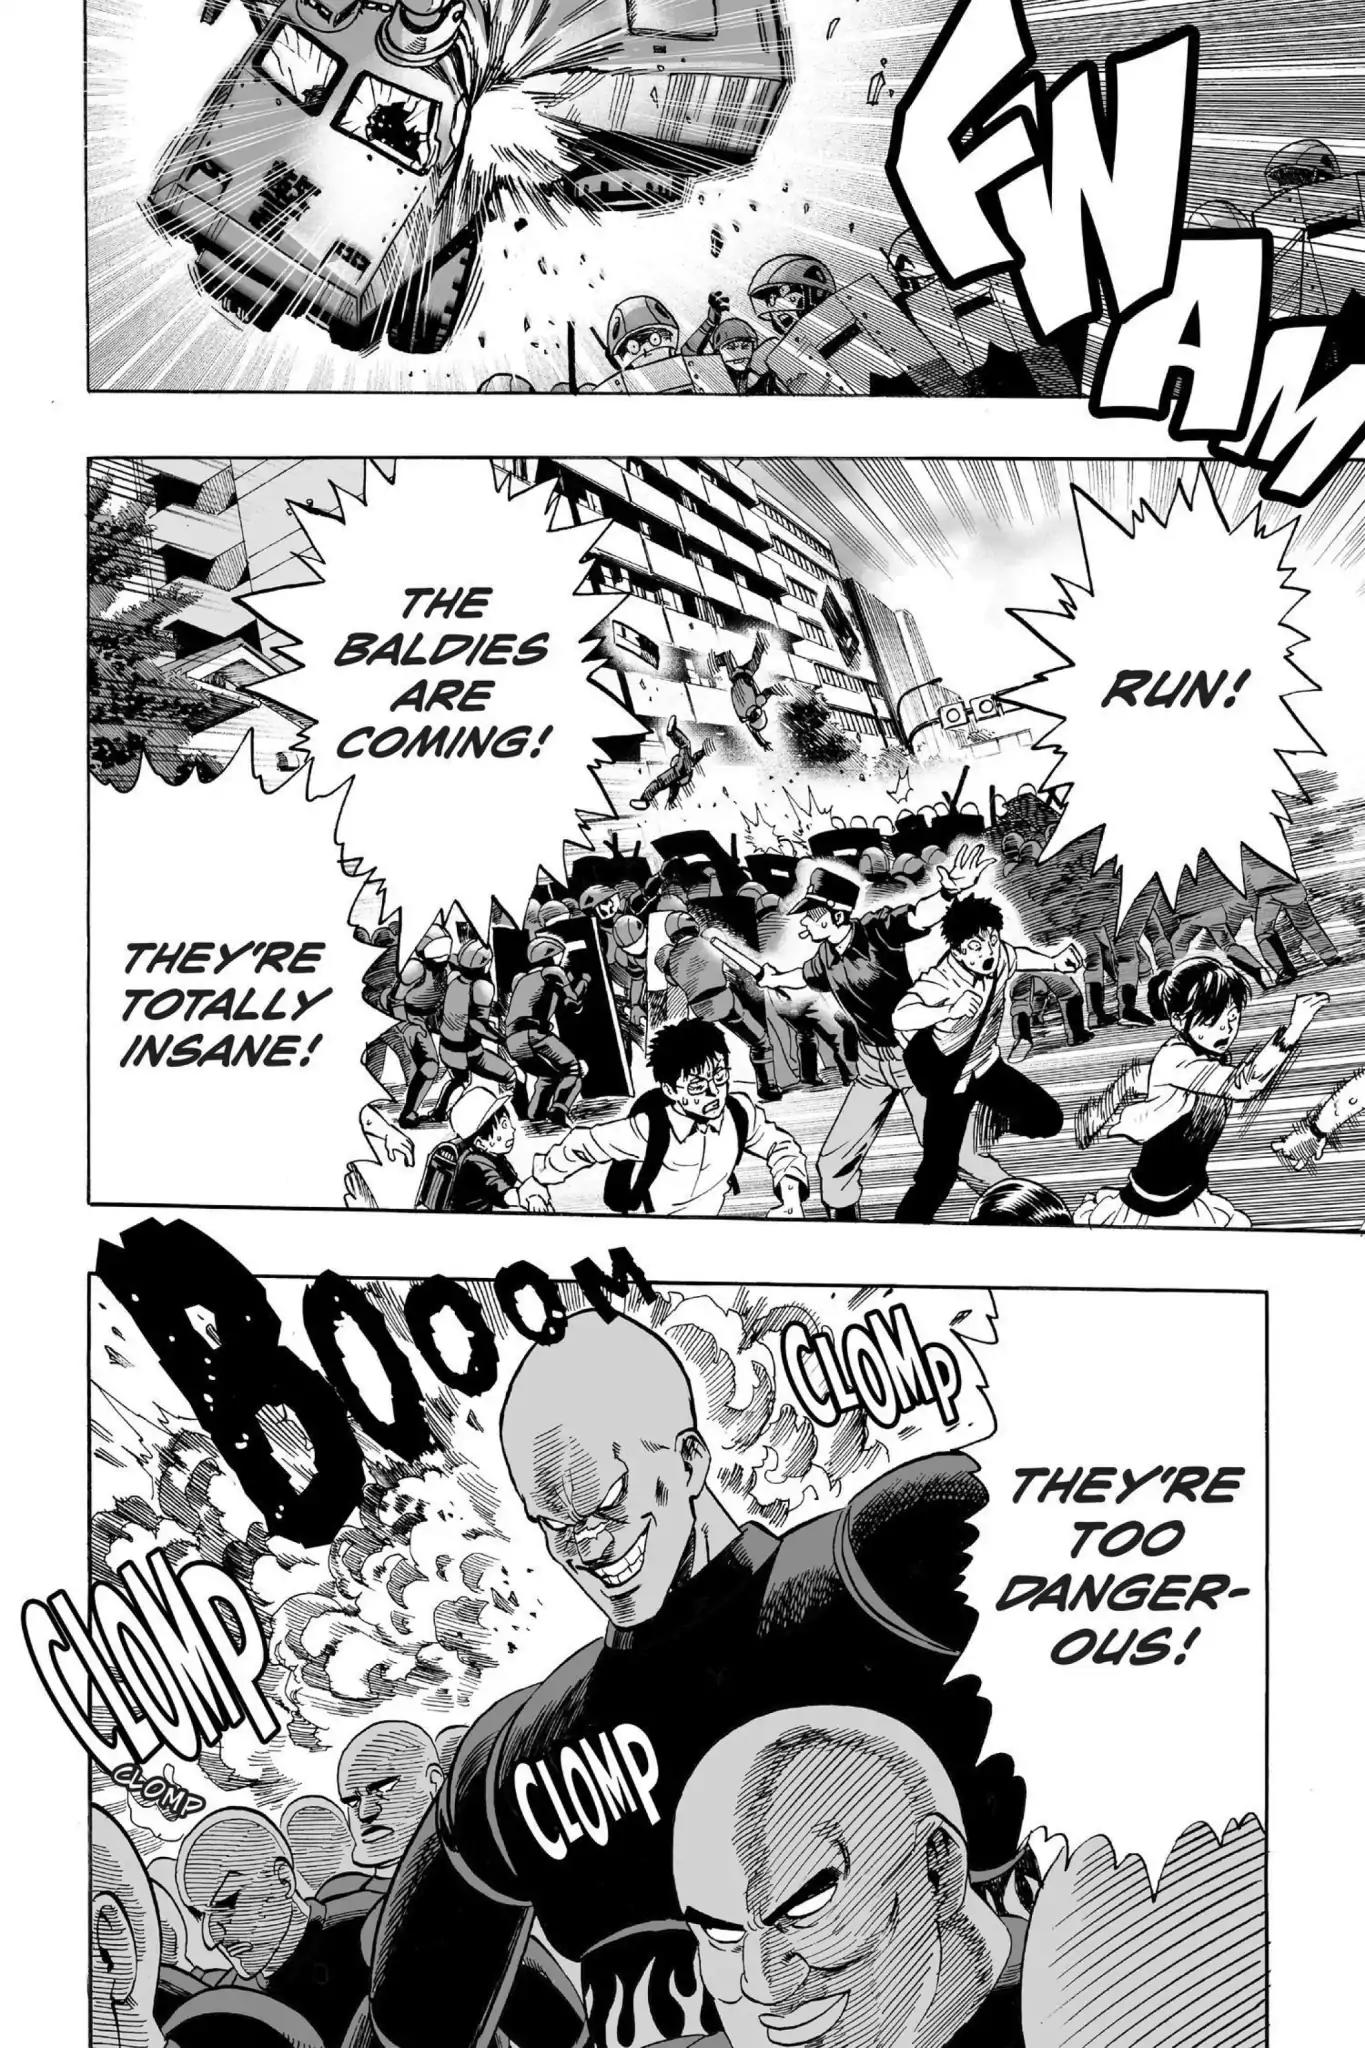 FWAM
RUN!
THE
BALDIES
ARE
COMING!
THEY'RE
TOTALLY
INSANE!
BOOOOM
CLOMP
THEY'RE
TOO
DANGER-
OUS!
CLOMP
CLOMP
CLOMP